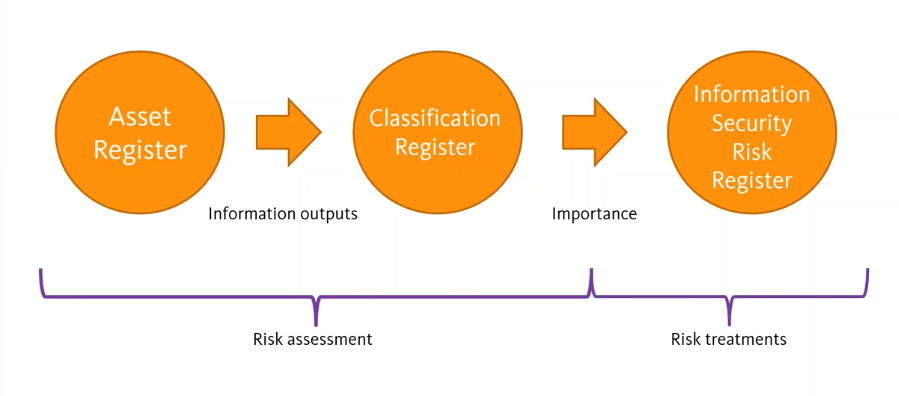 Asset
Register
Information outputs
Classification
Register
Importance
Information
Security
Risk
Register
Risk assessment
Risk treatments